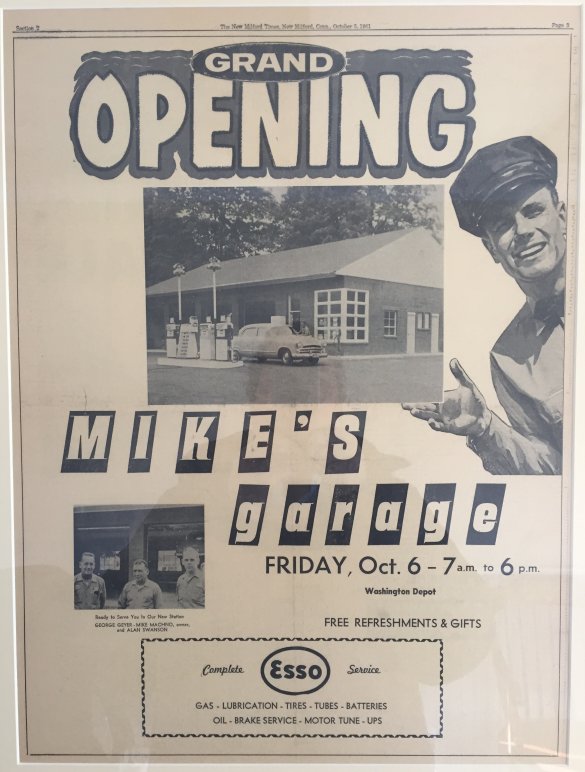 Section 2 The New Milford Times, New Milford, Conn., October 5, 1961 Page 3
GRAND
OPENING
MIKE'S
garage
FRIDAY, Oct. 6 – 7 a.m. to 6 p.m.
Washington Depot
Ready to Serve You In Our New Station
GEORGE GEYER - MIKE MACHNO, owner,
and ALAN SWANSON
FREE REFRESHMENTS & GIFTS
Complete Esso Service
GAS - LUBRICATION - TIRES - TUBES - BATTERIES
OIL - BRAKE SERVICE - MOTOR TUNE - UPS